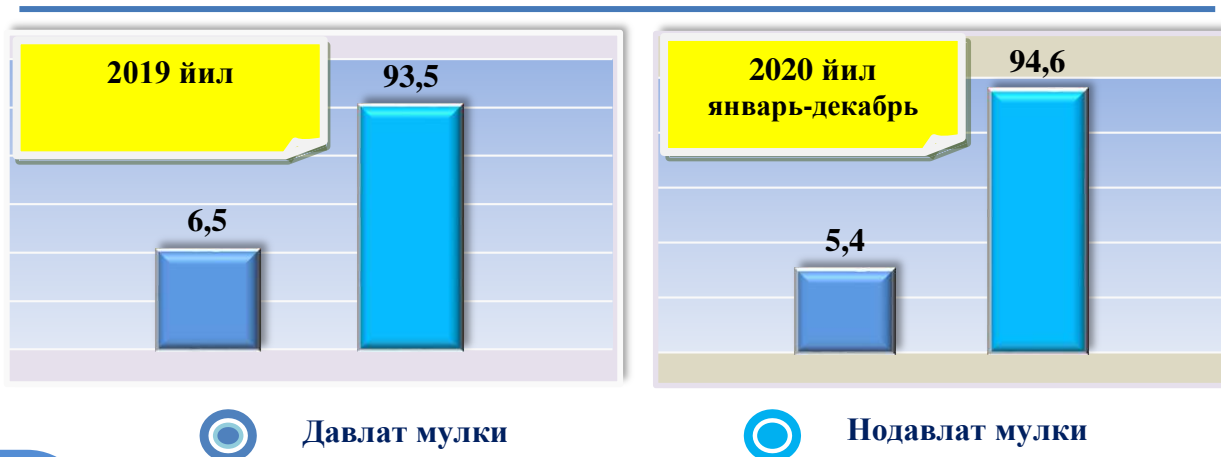 2019 йил
93,5
6,5
2020 йил
январь-декабрь
94,6
5,4
Давлат мулки
Нодавлат мулки